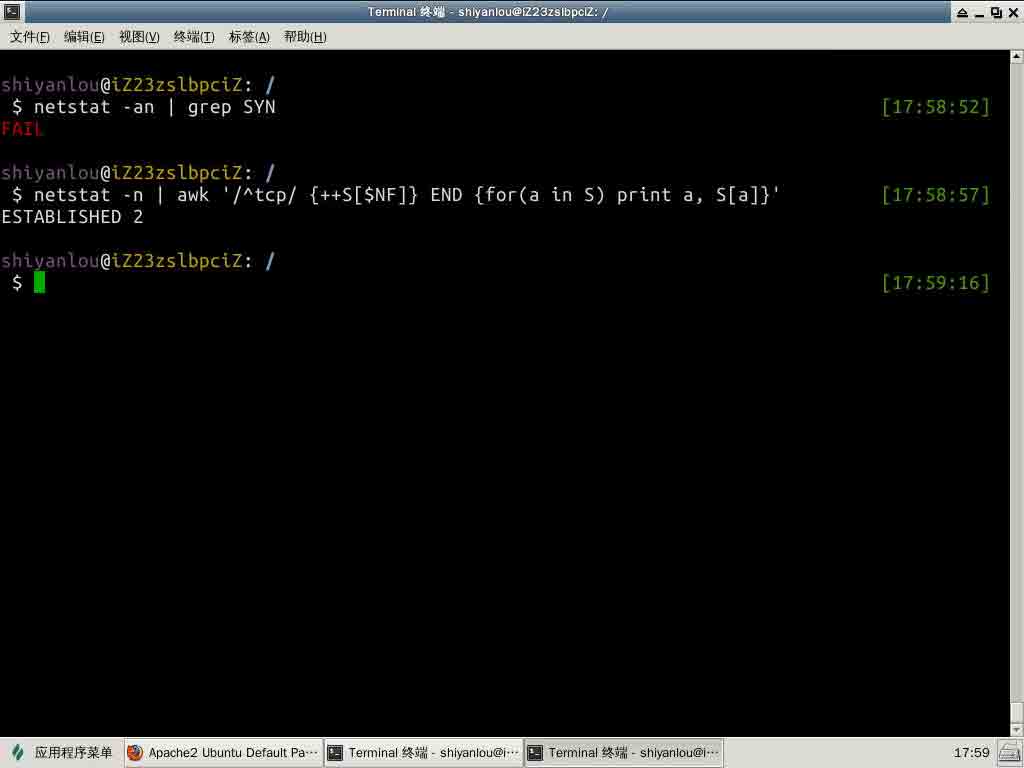 Terminal 终端 - shiyanlou@iZ23zslbpciZ: /
文件(F) 编辑(E) 视图(V) 终端(T) 标签(A) 帮助(H)
shiyanlou@iZ23zslbpciZ: /
$ netstat -an | grep SYN [17:58:52]
FAIL
shiyanlou@iZ23zslbpciZ: /
$ netstat -n | awk '/^tcp/ {++S[$NF]} END {for(a in S) print a, S[a]}' [17:58:57]
ESTABLISHED 2
shiyanlou@iZ23zslbpciZ: /
$ [17:59:16]
应用程序菜单 Apache2 Ubuntu Default Pa··· Terminal 终端 - shiyanlou@i··· Terminal 终端 - shiyanlou@i··· 17:59